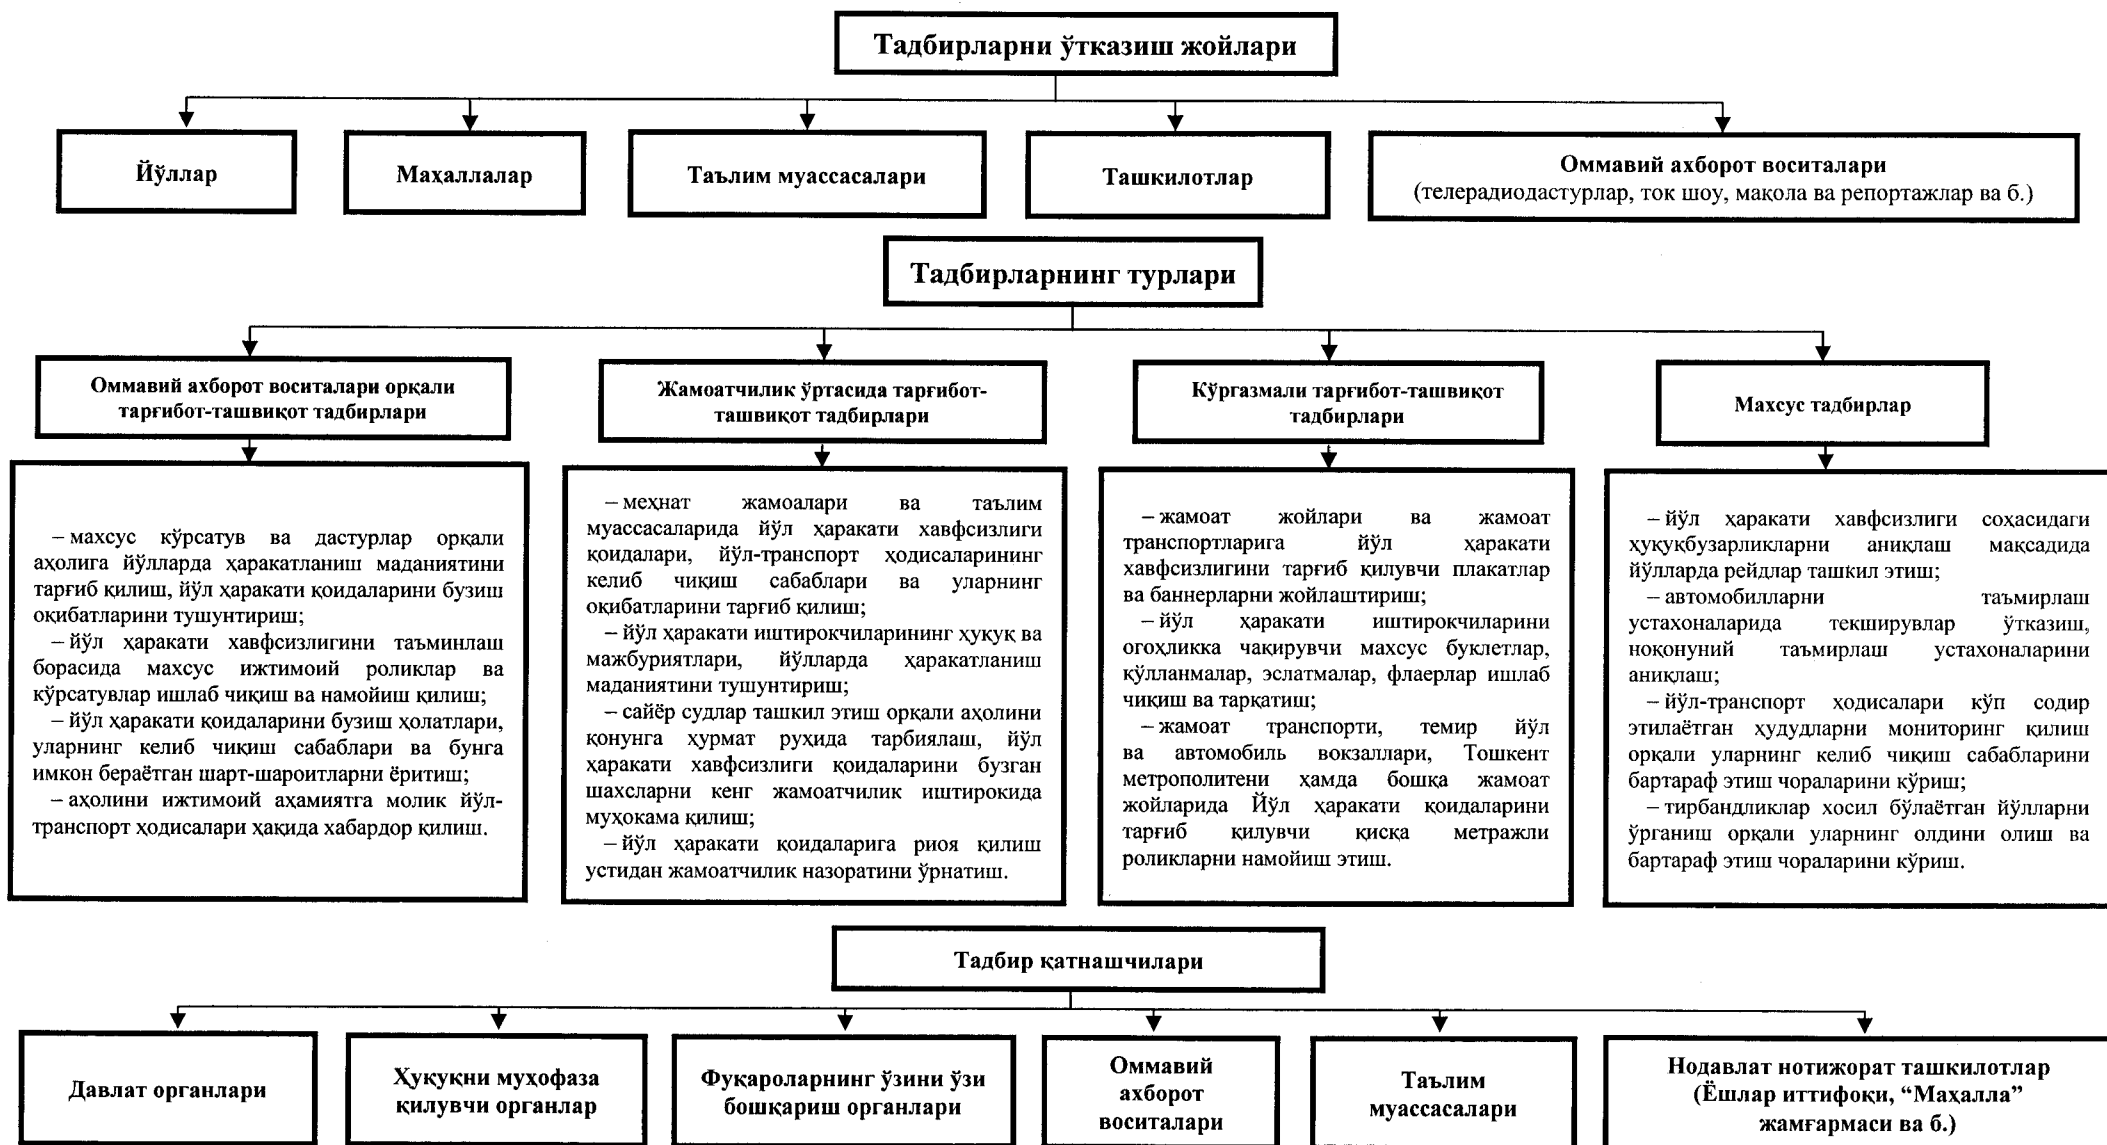 Тадбирларни ўтказиш жойлари
Йўллар
Маҳаллалар
Таълим муассасалари
Ташкилотлар
Оммавий ахборот воситалари
(телерадиодастурлар, ток шоу, мақола ва репортажлар ва б.)
Тадбирларнинг турлари
Оммавий ахборот воситалари орқали
тарғибот-ташвиқот тадбирлари
Жамоатчилик ўртасида тарғибот-
ташвиқот тадбирлари
Кўргазмали тарғибот-ташвиқот
тадбирлари
Махсус тадбирлар
– махсус кўрсатув ва дастурлар орқали
аҳолига йўлларда ҳаракатланиш маданиятини
тарғиб қилиш, йўл ҳаракати қоидаларини бузиш
оқибатларини тушунтириш;
– йўл ҳаракати хавфсизлигини таъминлаш
борасида махсус ижтимоий роликлар ва
кўрсатувлар ишлаб чиқиш ва намойиш қилиш;
– йўл ҳаракати қоидаларини бузиш ҳолатлари,
уларнинг келиб чиқиш сабаблари ва бунга
имкон бераётган шарт-шароитларни ёритиш;
– аҳолини ижтимоий аҳамиятга молик йўл-
транспорт ҳодисалари ҳақида хабардор қилиш.
– меҳнат жамоалари ва таълим
муассасаларида йўл ҳаракати хавфсизлиги
қоидалари, йўл-транспорт ҳодисаларининг
келиб чиқиш сабаблари ва уларнинг
оқибатларини тарғиб қилиш;
– йўл ҳаракати иштирокчиларининг ҳуқуқ ва
мажбуриятлари, йўлларда ҳаракатланиш
маданиятини тушунтириш;
– сайёр судлар ташкил этиш орқали аҳолини
қонунга ҳурмат руҳида тарбиялаш, йўл
ҳаракати хавфсизлиги қоидаларини бузган
шахсларни кенг жамоатчилик иштирокида
муҳокама қилиш;
– йўл ҳаракати қоидаларига риоя қилиш
устидан жамоатчилик назоратини ўрнатиш.
– жамоат жойлари ва жамоат
транспортларига йўл ҳаракати
хавфсизлигини тарғиб қилувчи плакатлар
ва баннерларни жойлаштириш;
– йўл ҳаракати иштирокчиларини
огоҳликка чақирувчи махсус буклетлар,
қўлланмалар, эслатмалар, флаерлар ишлаб
чиқиш ва тарқатиш;
– жамоат транспорти, темир йўл
ва автомобиль вокзаллари, Тошкент
метрополитени ҳамда бошқа жамоат
жойларида Йўл ҳаракати қоидаларини
тарғиб қилувчи қисқа метражли
роликларни намойиш этиш.
– йўл ҳаракати хавфсизлиги соҳасидаги
ҳуқуқбузарликларни аниқлаш мақсадида
йўлларда рейдлар ташкил этиш;
– автомобилларни таъмирлаш
устахоналарида текширувлар ўтказиш,
ноқонуний таъмирлаш устахоналарини
аниқлаш;
– йўл-транспорт ҳодисалари кўп содир
этилаётган ҳудудларни мониторинг қилиш
орқали уларнинг келиб чиқиш сабабларини
бартараф этиш чораларини кўриш;
– тирбандликлар хосил бўлаётган йўлларни
ўрганиш орқали уларнинг олдини олиш ва
бартараф этиш чораларини кўриш.
Тадбир қатнашчилари
Давлат органлари
Ҳуқуқни муҳофаза
қилувчи органлар
Фуқароларнинг ўзини ўзи
бошқариш органлари
Оммавий
ахборот
воситалари
Таълим
муассасалари
Нодавлат нотижорат ташкилотлар
(Ёшлар иттифоқи, “Маҳалла”
жамғармаси ва б.)